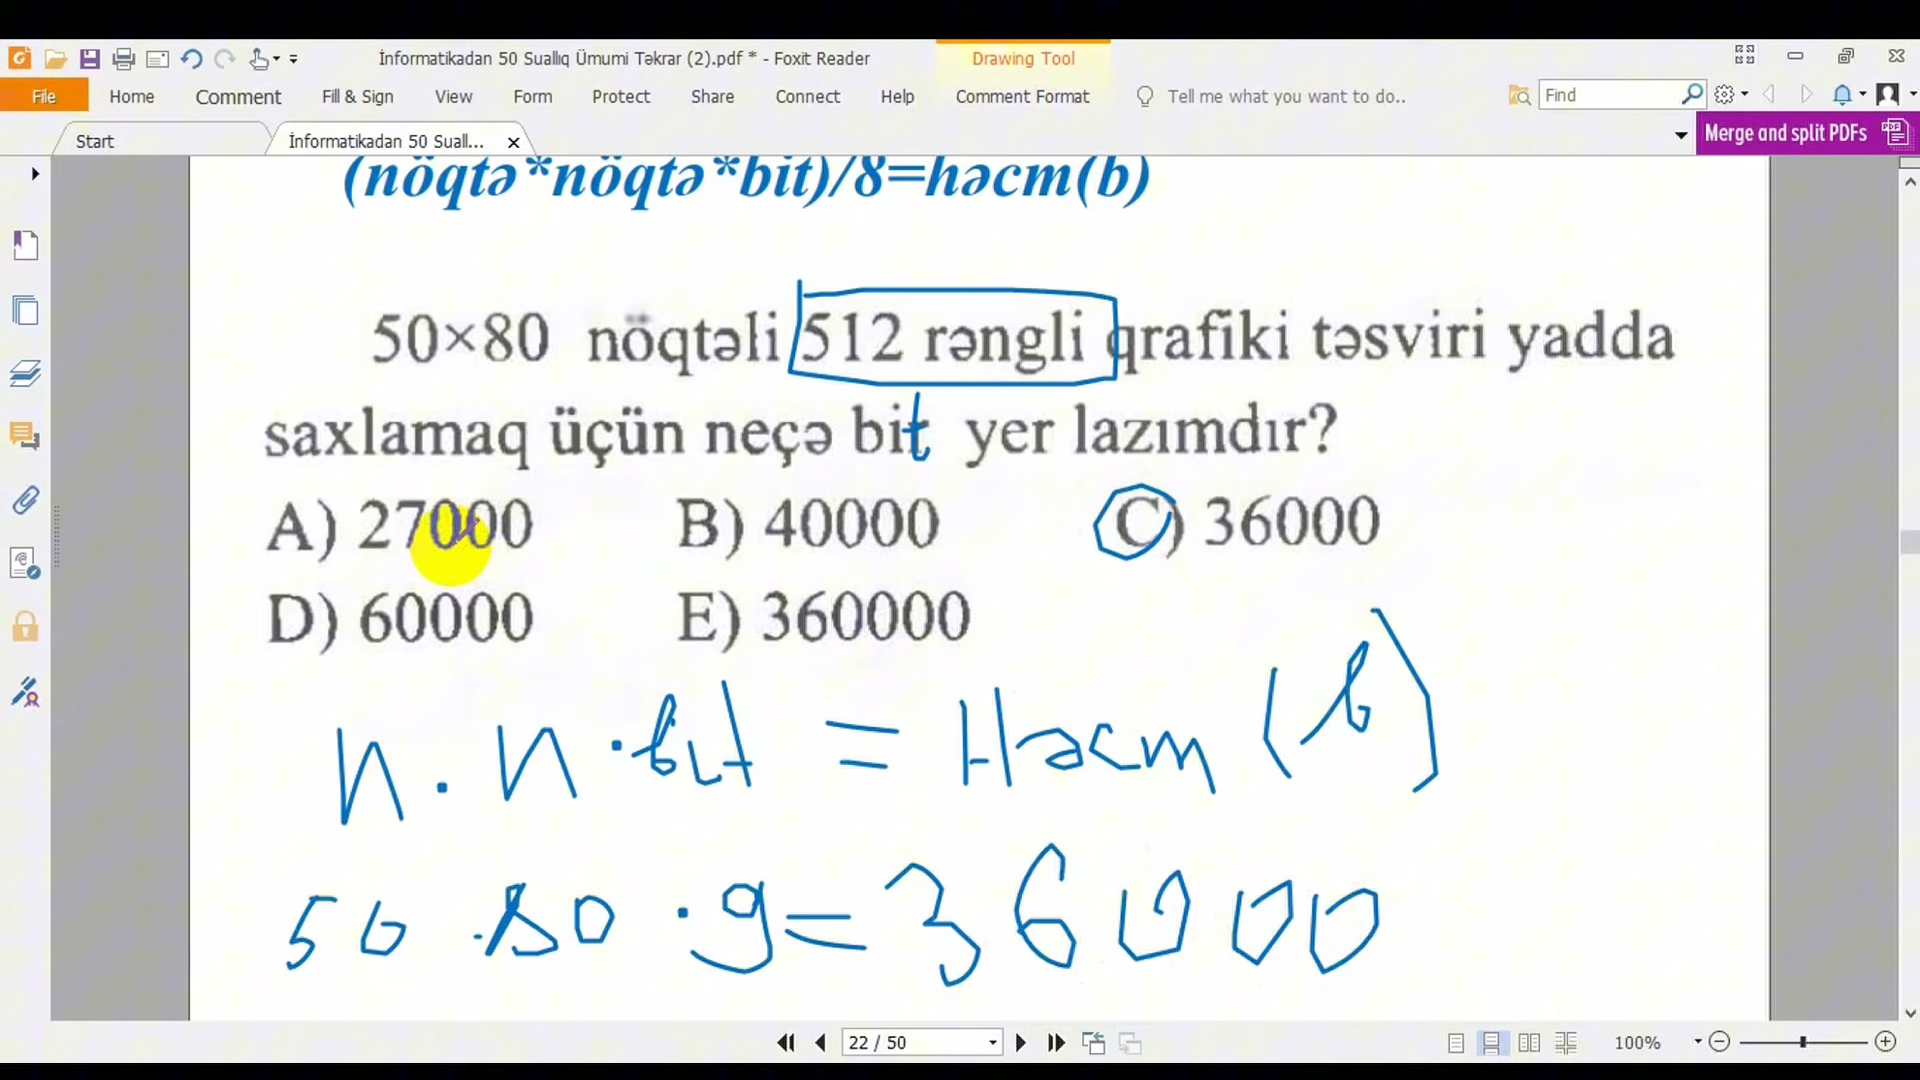 İnformatikadan 50 Suallıq Ümumi Təkrar (2).pdf * - Foxit Reader
Drawing Tool
File Home Comment Fill & Sign View Form Protect Share Connect Help Comment Format Tell me what you want to do.. Find
Start İnformatikadan 50 Suall... Merge and split PDFs
(nöqtə*nöqtə*bit)/8=həcm(b)
50×80 nöqtəli 512 rəngli qrafiki təsviri yadda
saxlamaq üçün neçə bit yer lazımdır?
A) 27000 B) 40000 C) 36000
D) 60000 E) 360000
n . n . bit = Həcm (b)
50 . 80 . 9 = 36000
22 / 50 100%